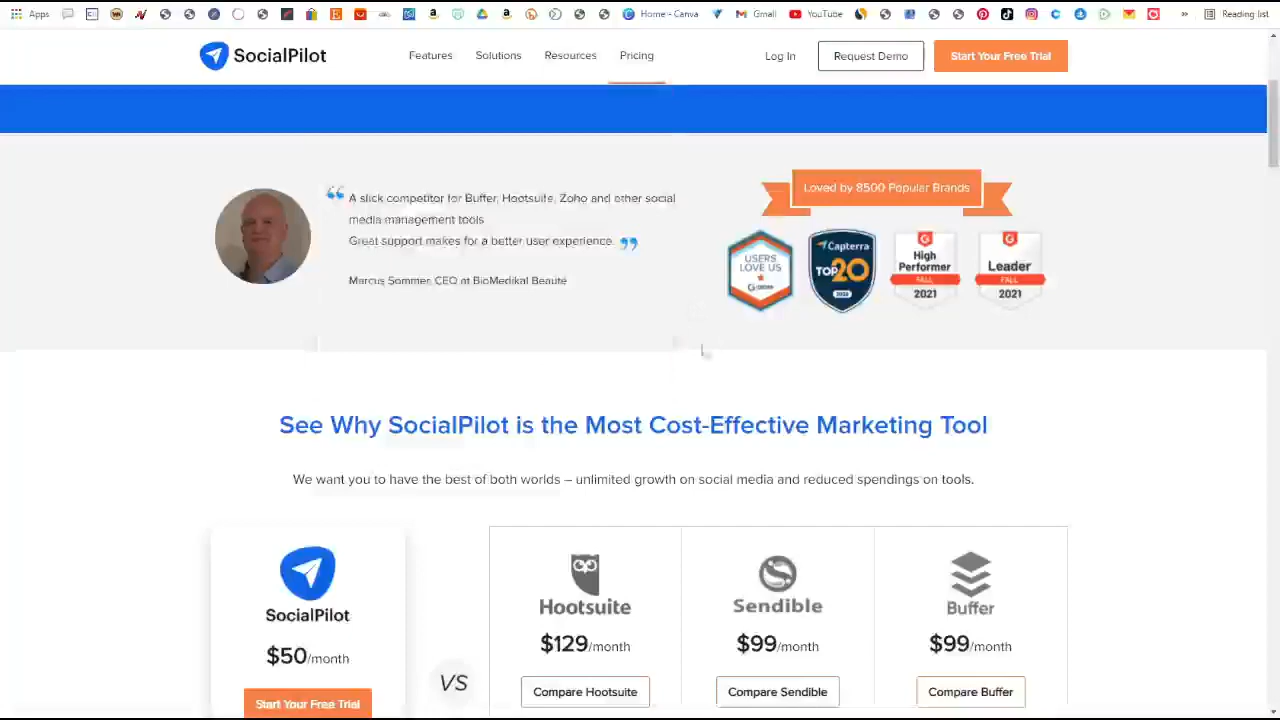 Apps
Home - Canva
Gmail
YouTube
»
Reading list
SocialPilot
Features
Solutions
Resources
Pricing
Log In
Request Demo
Start Your Free Trial
“ A slick competitor for Buffer, Hootsuite, Zoho and other social
media management tools
Great support makes for a better user experience. ”
Marcus Sommer, CEO at BioMedikal Beaute
Loved by 8500 Popular Brands
USERS
LOVE US
Capterra
TOP 20
High
Performer
FALL
2021
Leader
FALL
2021
See Why SocialPilot is the Most Cost-Effective Marketing Tool
We want you to have the best of both worlds – unlimited growth on social media and reduced spendings on tools.
SocialPilot
$50/month
Start Your Free Trial
VS
Hootsuite
$129/month
Compare Hootsuite
Sendible
$99/month
Compare Sendible
Buffer
$99/month
Compare Buffer